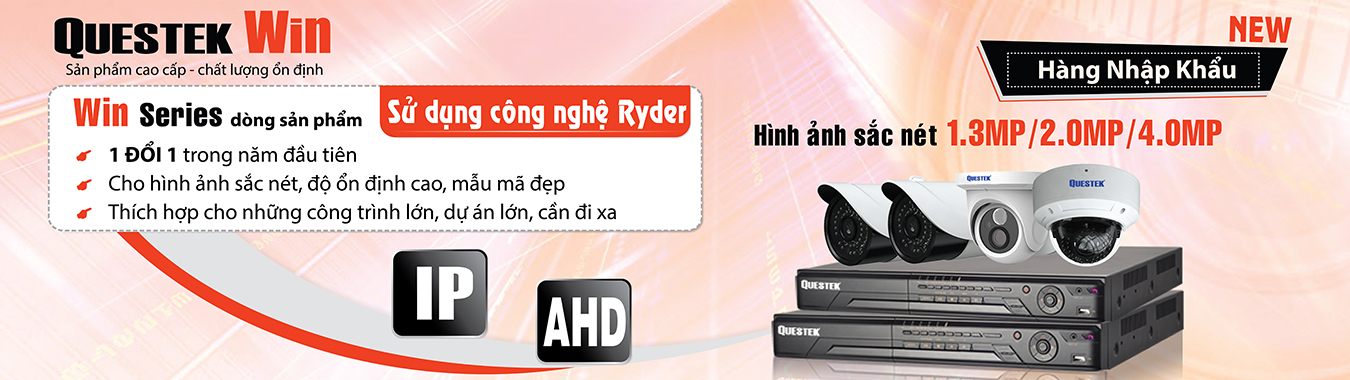 QUESTEK Win
Sản phẩm cao cấp - chất lượng ổn định
Win Series dòng sản phẩm
Sử dụng công nghệ Ryder
1 ĐỔI 1 trong năm đầu tiên
Cho hình ảnh sắc nét, độ ổn định cao, mẫu mã đẹp
Thích hợp cho những công trình lớn, dự án lớn, cần đi xa
IP
AHD
NEW
Hàng Nhập Khẩu
Hình ảnh sắc nét 1.3MP/2.0MP/4.0MP
QUESTEK
QUESTEK
QUESTEK
QUESTEK